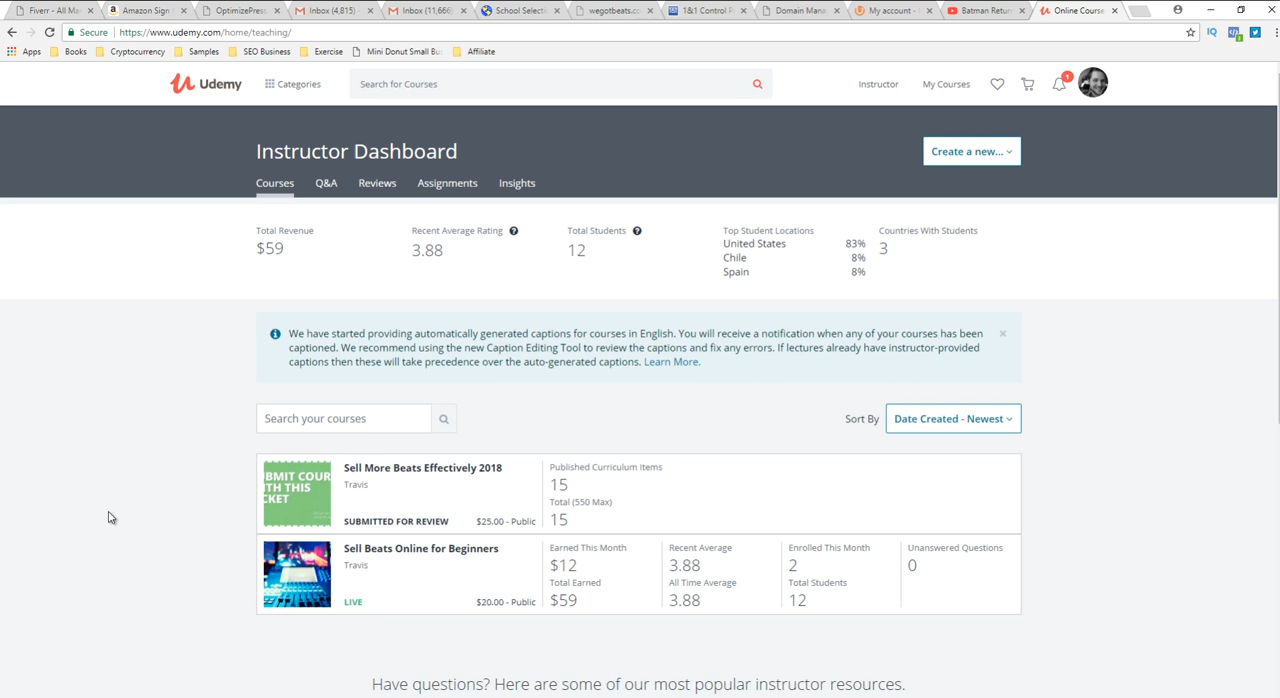 Fiverr - All Ma
Amazon Sign
OptimizePress
Inbox (4,815)
Inbox (11,666)
School Selecti
wegotbeats.co
1&1 Control P
Domain Mana
My account -
Batman Retur
Online Course
Secure
https://www.udemy.com/home/teaching/
IQ
Apps
Books
Cryptocurrency
Samples
SEO Business
Exercise
Mini Donut Small Bu
Affiliate
Udemy
Categories
Search for Courses
Instructor
My Courses
1
Instructor Dashboard
Create a new...
Courses
Q&A
Reviews
Assignments
Insights
Total Revenue
$59
Recent Average Rating
3.88
Total Students
12
Top Student Locations
United States 83%
Chile 8%
Spain 8%
Countries With Students
3
We have started providing automatically generated captions for courses in English. You will receive a notification when any of your courses has been
captioned. We recommend using the new Caption Editing Tool to review the captions and fix any errors. If lectures already have instructor-provided
captions then these will take precedence over the auto-generated captions. Learn More.
Search your courses
Sort By
Date Created - Newest
BMIT COUR
TH THIS
CKET
Sell More Beats Effectively 2018
Travis
SUBMITTED FOR REVIEW
$25.00 - Public
Published Curriculum Items
15
Total (550 Max)
15
Sell Beats Online for Beginners
Travis
LIVE
$20.00 - Public
Earned This Month
$12
Total Earned
$59
Recent Average
3.88
All Time Average
3.88
Enrolled This Month
2
Total Students
12
Unanswered Questions
0
Have questions? Here are some of our most popular instructor resources.